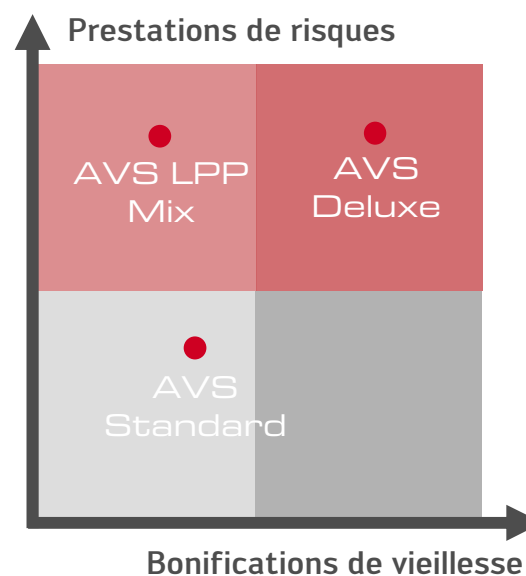 Prestations de risques
AVS LPP
Mix
AVS
Deluxe
AVS
Standard
Bonifications de vieillesse